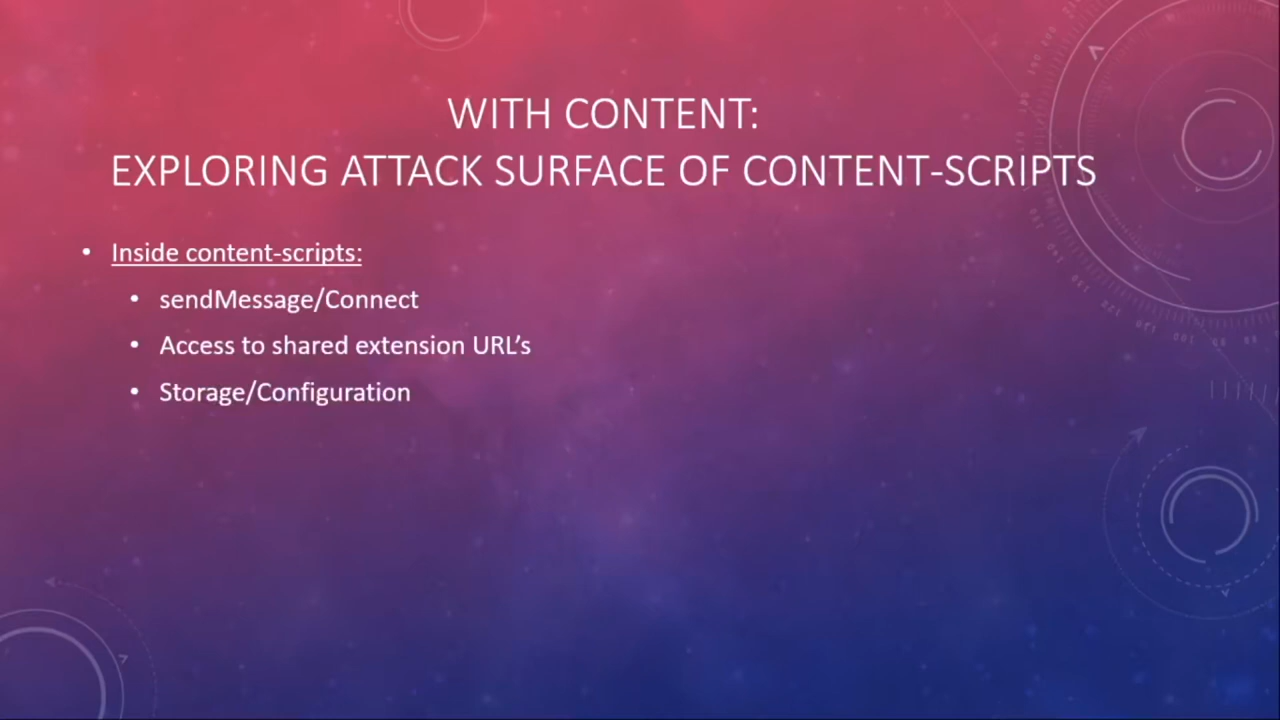 WITH CONTENT:
EXPLORING ATTACK SURFACE OF CONTENT-SCRIPTS
• Inside content-scripts:
• sendMessage/Connect
• Access to shared extension URL’s
• Storage/Configuration